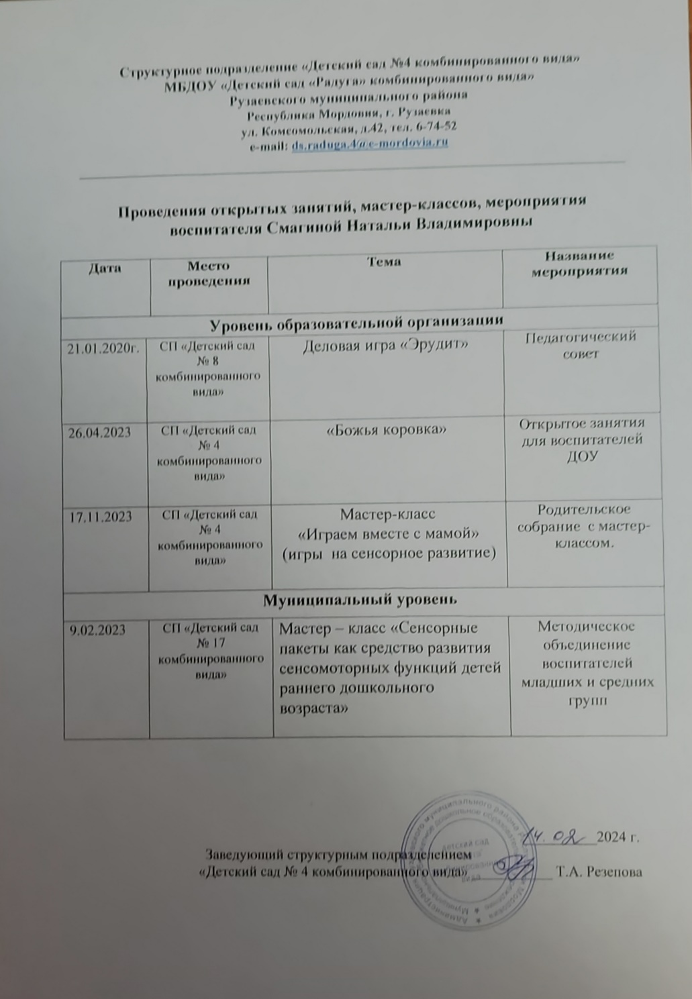 Структурное подразделение «Детский сад №4 комбинированного вида»
МБДОУ «Детский сад «Радуга» комбинированного вида»
Рузаевского муниципального района
Республика Мордовия, г. Рузаевка
ул. Комсомольская, д.42, тел. 6-74-52
e-mail: ds.raduga.4@e-mordovia.ru
Проведения открытых занятий, мастер-классов, мероприятия
воспитателя Смагиной Натальи Владимировны
Дата
Место
проведения
Тема
Название
мероприятия
Уровень образовательной организации
21.01.2020г.
СП «Детский сад
№ 8
комбинированного
вида»
Деловая игра «Эрудит»
Педагогический
совет
26.04.2023
СП «Детский сад
№ 4
комбинированного
вида»
«Божья коровка»
Открытое занятия
для воспитателей
ДОУ
17.11.2023
СП «Детский сад
№ 4
комбинированного
вида»
Мастер-класс
«Играем вместе с мамой»
(игры на сенсорное развитие)
Родительское
собрание с мастер-
классом.
Муниципальный уровень
9.02.2023
СП «Детский сад
№ 17
комбинированного
вида»
Мастер – класс «Сенсорные
пакеты как средство развития
сенсомоторных функций детей
раннего дошкольного
возраста»
Методическое
объединение
воспитателей
младших и средних
групп
14.02 2024 г.
Заведующий структурным подразделением
«Детский сад № 4 комбинированного вида» Т.А. Резепова
детский сад
вида